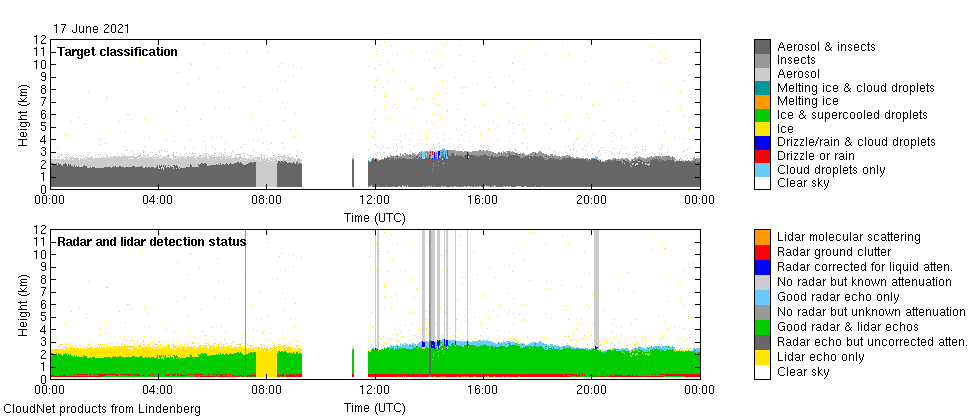 17 June 2021
Target classification
Height (km)
12
11
10
9
8
7
6
5
4
3
2
1
0
00:00 04:00 08:00 12:00 16:00 20:00 00:00
Time (UTC)
Aerosol & insects
Insects
Aerosol
Melting ice & cloud droplets
Melting ice
Ice & supercooled droplets
Ice
Drizzle/rain & cloud droplets
Drizzle or rain
Cloud droplets only
Clear sky
Radar and lidar detection status
Height (km)
12
11
10
9
8
7
6
5
4
3
2
1
0
00:00 04:00 08:00 12:00 16:00 20:00 00:00
Time (UTC)
Lidar molecular scattering
Radar ground clutter
Radar corrected for liquid atten.
No radar but known attenuation
Good radar echo only
No radar but unknown attenuation
Good radar & lidar echos
Radar echo but uncorrected atten.
Lidar echo only
Clear sky
CloudNet products from Lindenberg